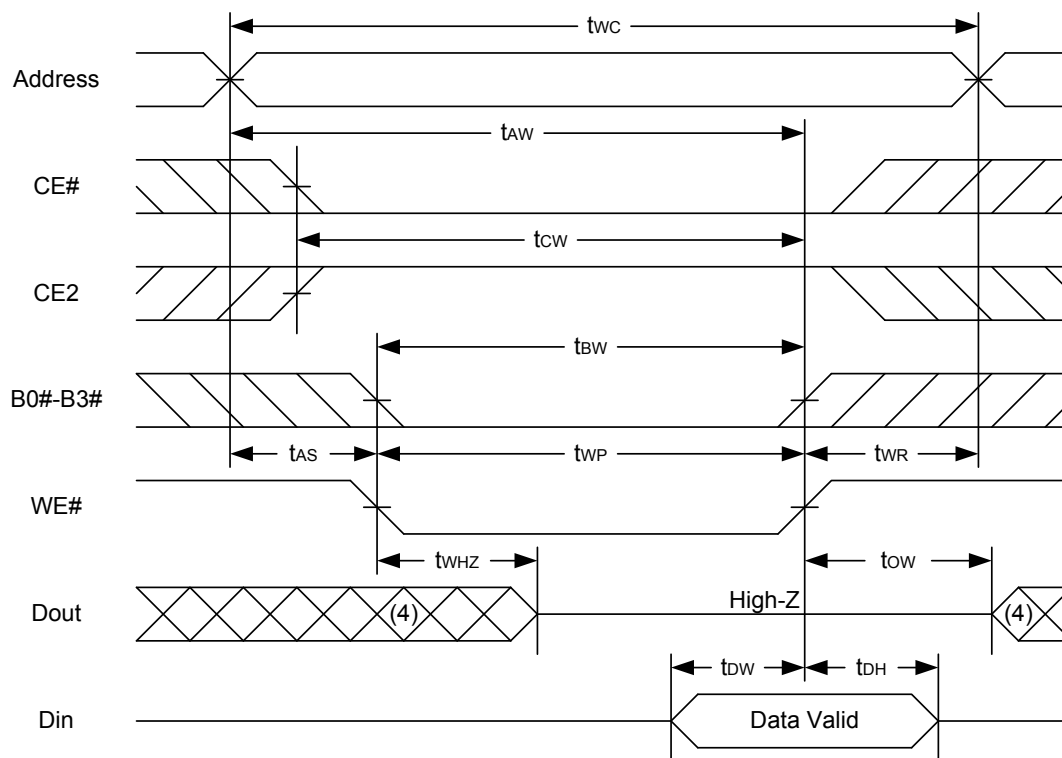 tWC
Address
tAW
CE#
tCW
CE2
tBW
B0#-B3#
tAS tWP tWR
WE#
tWHZ tOW
Dout (4) High-Z (4)
tDW tDH
Din Data Valid